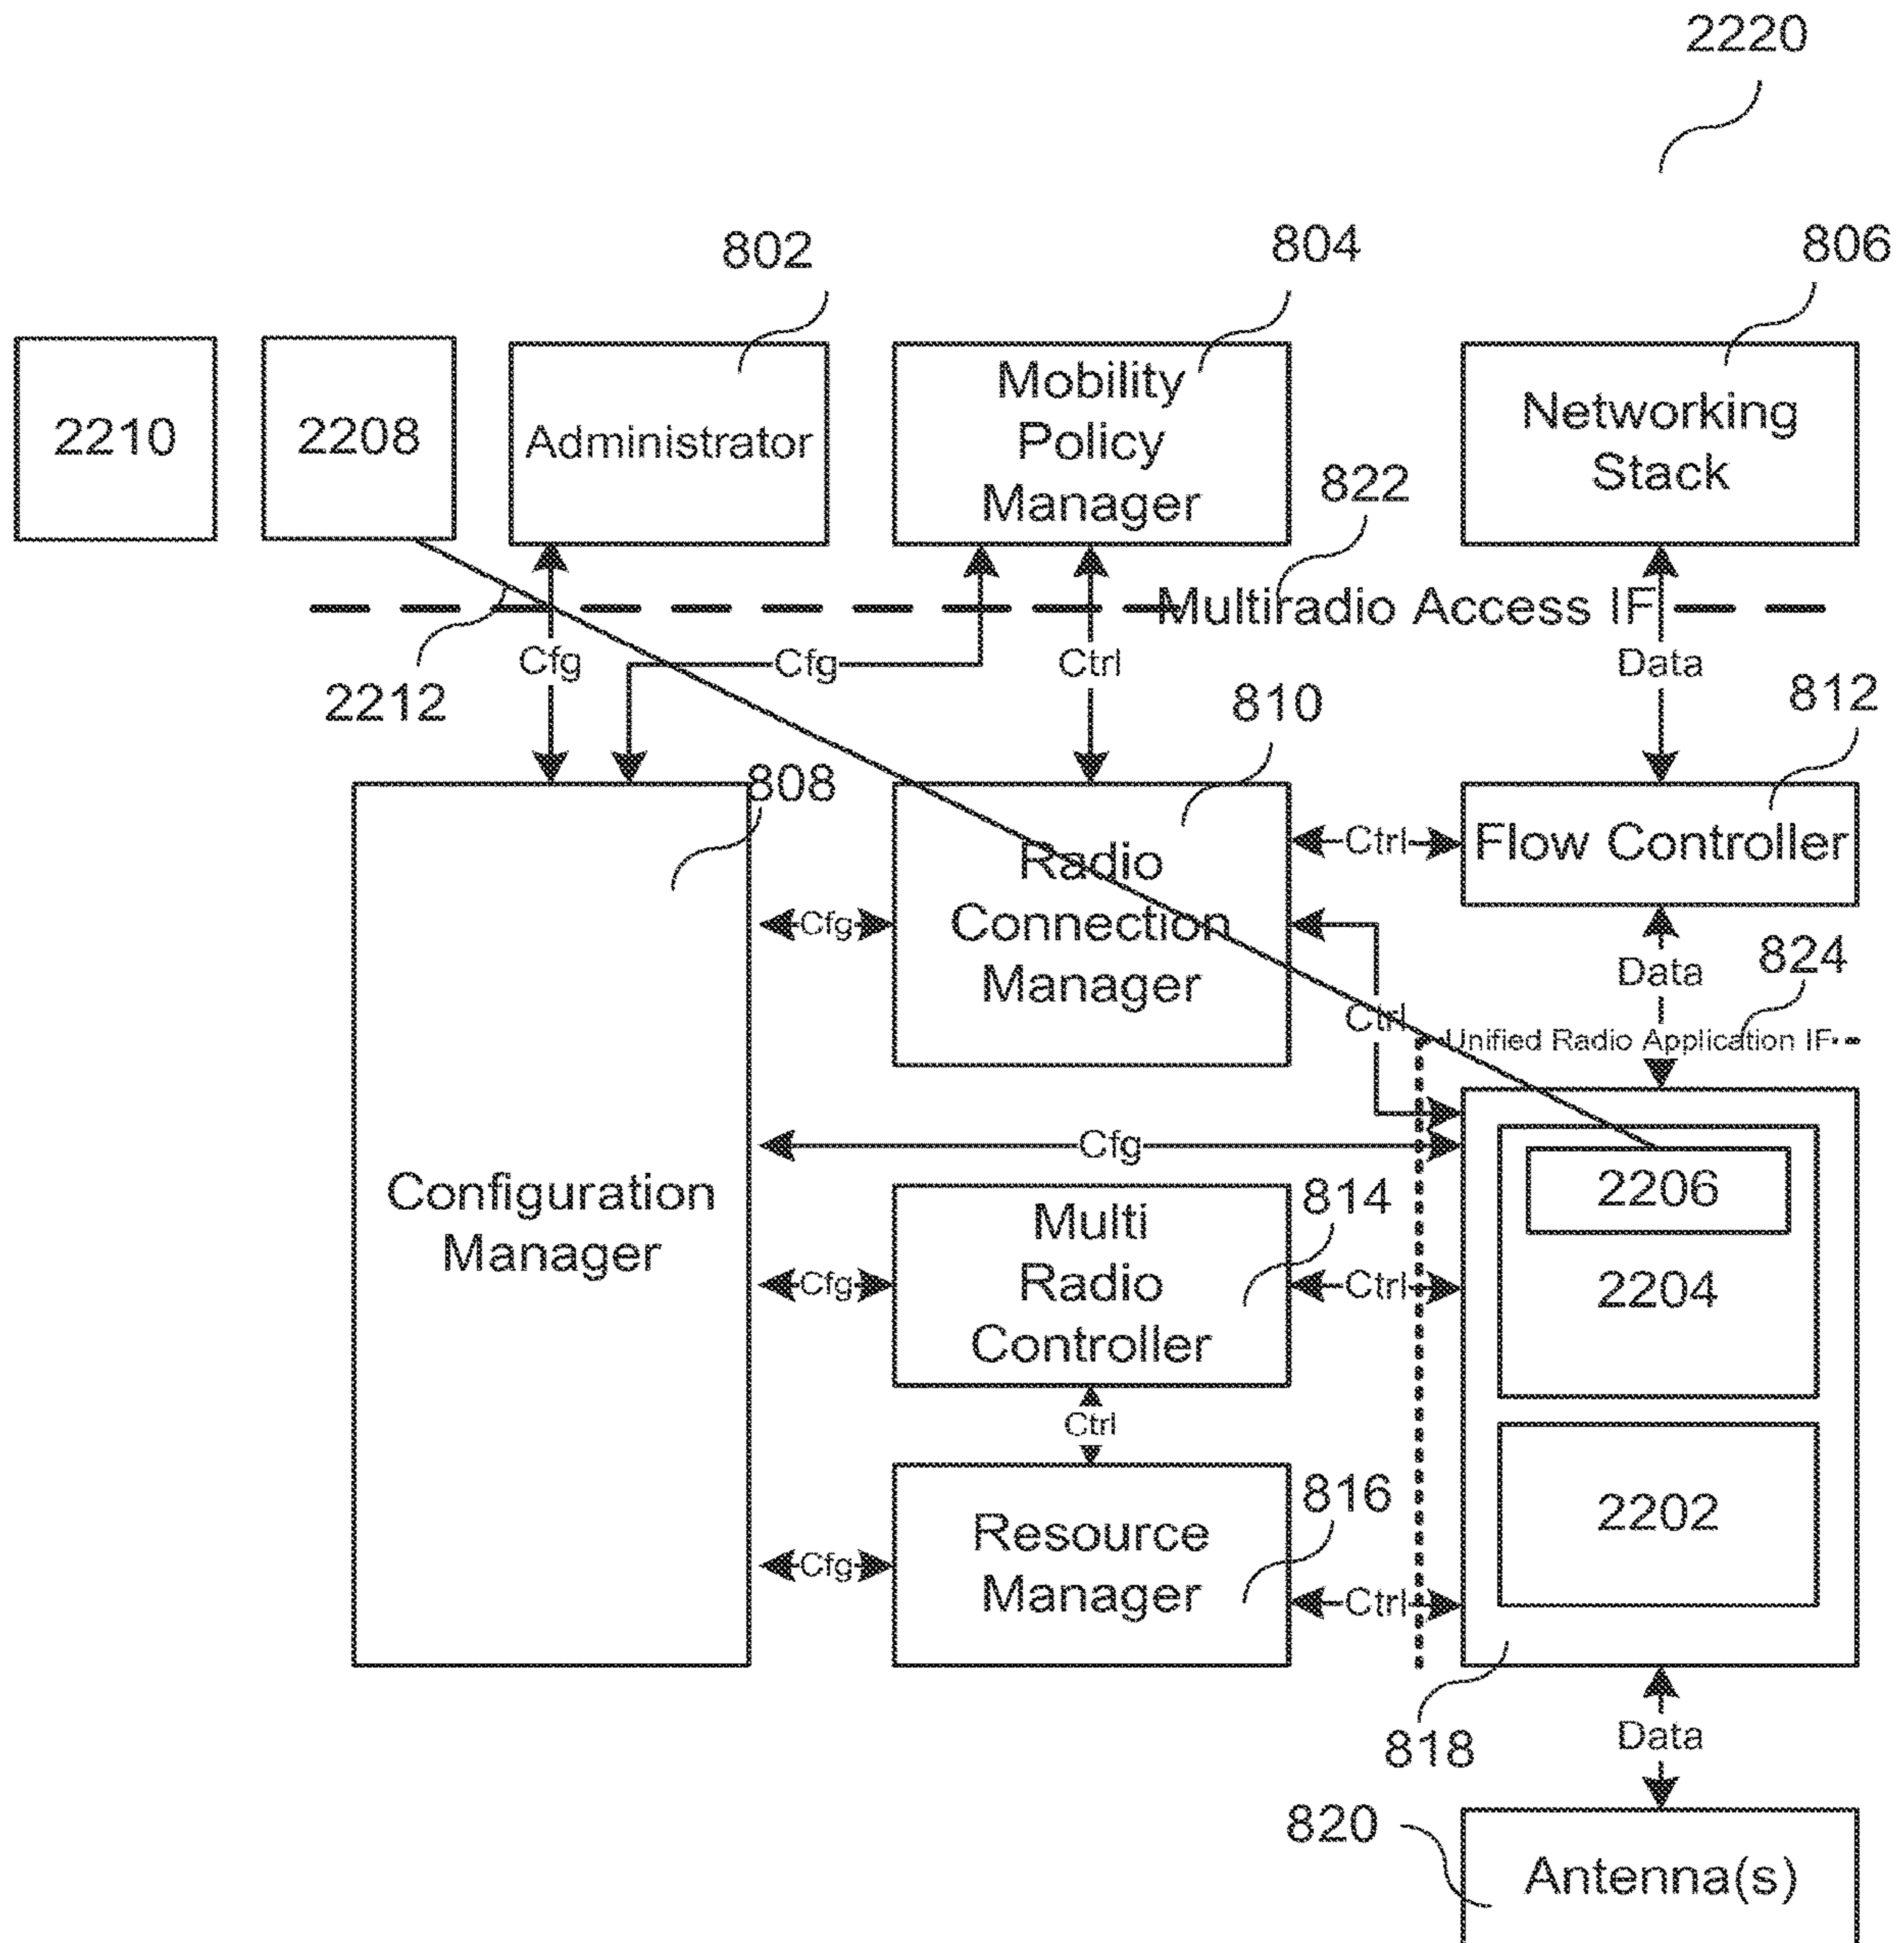 2220
802
804
806
2210
2208
Administrator
Mobility
Policy
Manager
Networking
Stack
822
Multiradio Access IF
Cfg
Cfg
Ctrl
Data
2212
810
812
808
Radio
Connection
Manager
Ctrl
Flow Controller
Cfg
Data
824
Ctrl
Unified Radio Application IF
Cfg
2206
Configuration
Manager
814
Multi
Radio
Controller
Cfg
Ctrl
2204
Ctrl
816
2202
Resource
Manager
Cfg
Ctrl
818
Data
820
Antenna(s)